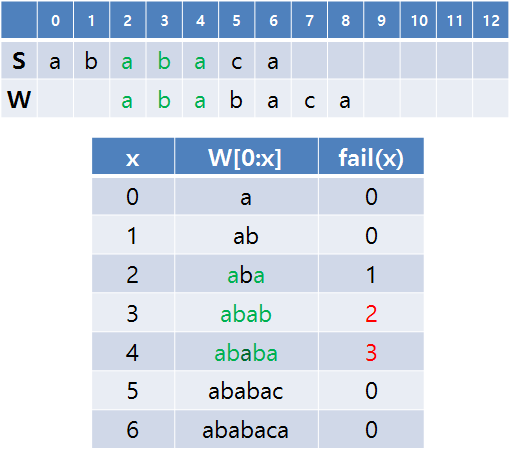 0 1 2 3 4 5 6 7 8 9 10 11 12
S a b a b a c a
W a b a b a c a
x W[0:x] fail(x)
0 a 0
1 ab 0
2 aba 1
3 abab 2
4 ababa 3
5 ababac 0
6 ababaca 0